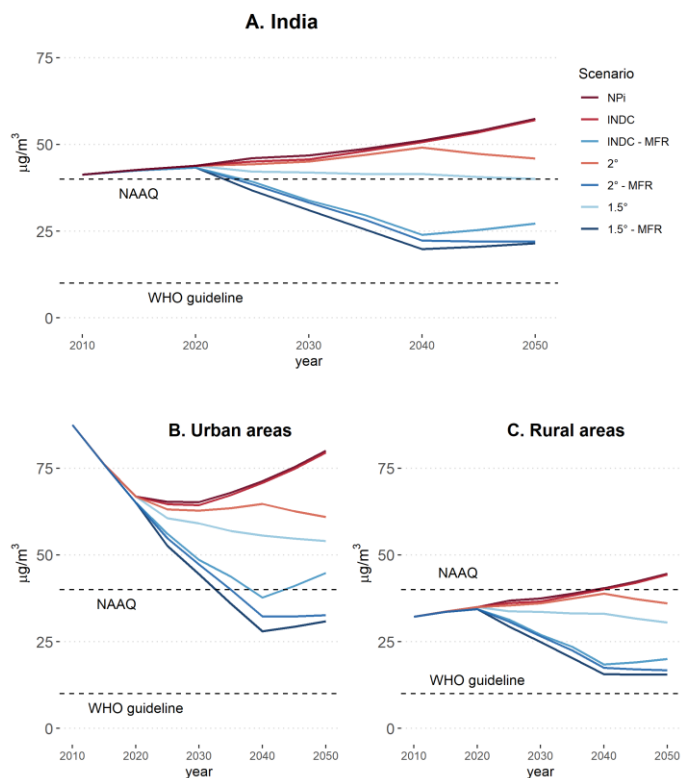 A. India
75
50
25
0
μg/m³
NAAQ
WHO guideline
2010 2020 2030 2040 2050
year
Scenario
NPi
INDC
INDC - MFR
2°
2° - MFR
1.5°
1.5° - MFR
B. Urban areas
75
50
25
0
μg/m³
NAAQ
WHO guideline
2010 2020 2030 2040 2050
year
C. Rural areas
75
50
25
0
μg/m³
NAAQ
WHO guideline
2010 2020 2030 2040 2050
year